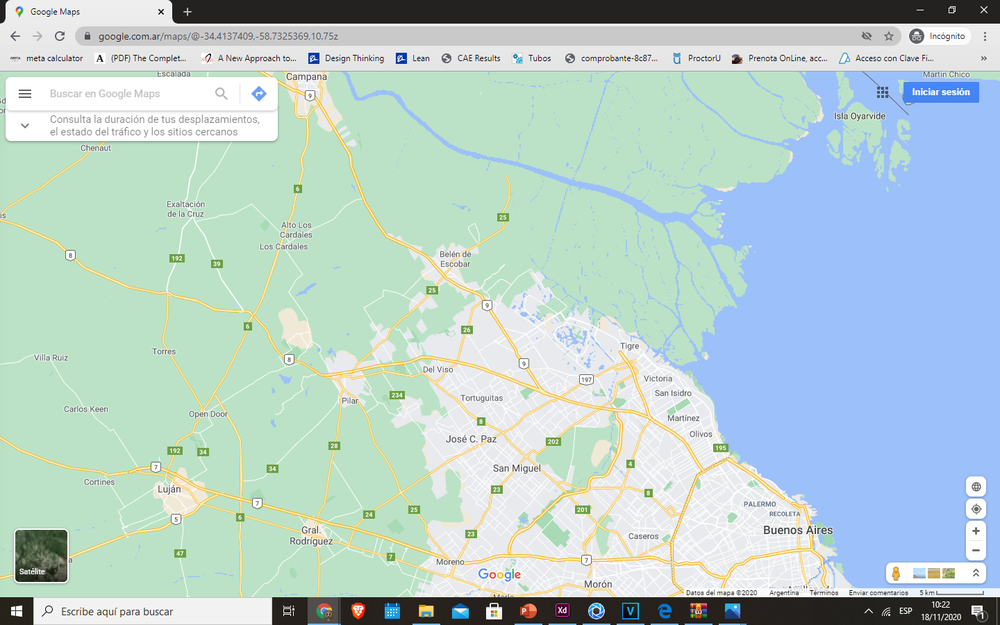 Google Maps
google.com.ar/maps/@-34.4137409,-58.7325369,10.75z
Incógnito
META meta calculator
A (PDF) The Complet...
A New Approach to...
Design Thinking
Lean
CAE Results
Tubos
comprobante-8c87...
ProctorU
Prenota OnLine, acc...
Acceso con Clave Fi...
»
Escalada
Campana
Martín Chico
Buscar en Google Maps
9
Iniciar sesión
Consulta la duración de tus desplazamientos,
el estado del tráfico y los sitios cercanos
Isla Oyarvide
Chenaut
6
Exaltación
de la Cruz
is
25
Alto Los
Cardales
Los Cardales
8
192
39
Belén de
Escobar
25
9
6
26
Villa Ruiz
Torres
8
Tigre
9
Del Viso
197
Victoria
San Isidro
Pilar
234
Tortuguitas
Carlos Keen
Open Door
8
Martínez
Olivos
José C. Paz
202
192
34
28
195
7
34
San Miguel
4
Cortines
Luján
23
8
7
25
201
PALERMO
RECOLETA
5
6
24
Buenos Aires
Gral.
Rodríguez
23
Caseros
47
7
a
Moreno
7
Satélite
Google
Morón
Merlo
Datos del mapa ©2020
Argentina
Términos
Enviar comentarios
5 km
Escribe aquí para buscar
Xd
V
ESP
10:22
18/11/2020
1